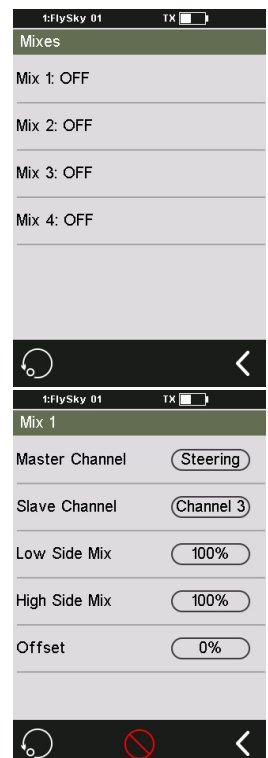 1:FlySky 01 TX
Mixes
Mix 1: OFF
Mix 2: OFF
Mix 3: OFF
Mix 4: OFF
1:FlySky 01 TX
Mix 1
Master Channel Steering
Slave Channel Channel 3
Low Side Mix 100%
High Side Mix 100%
Offset 0%